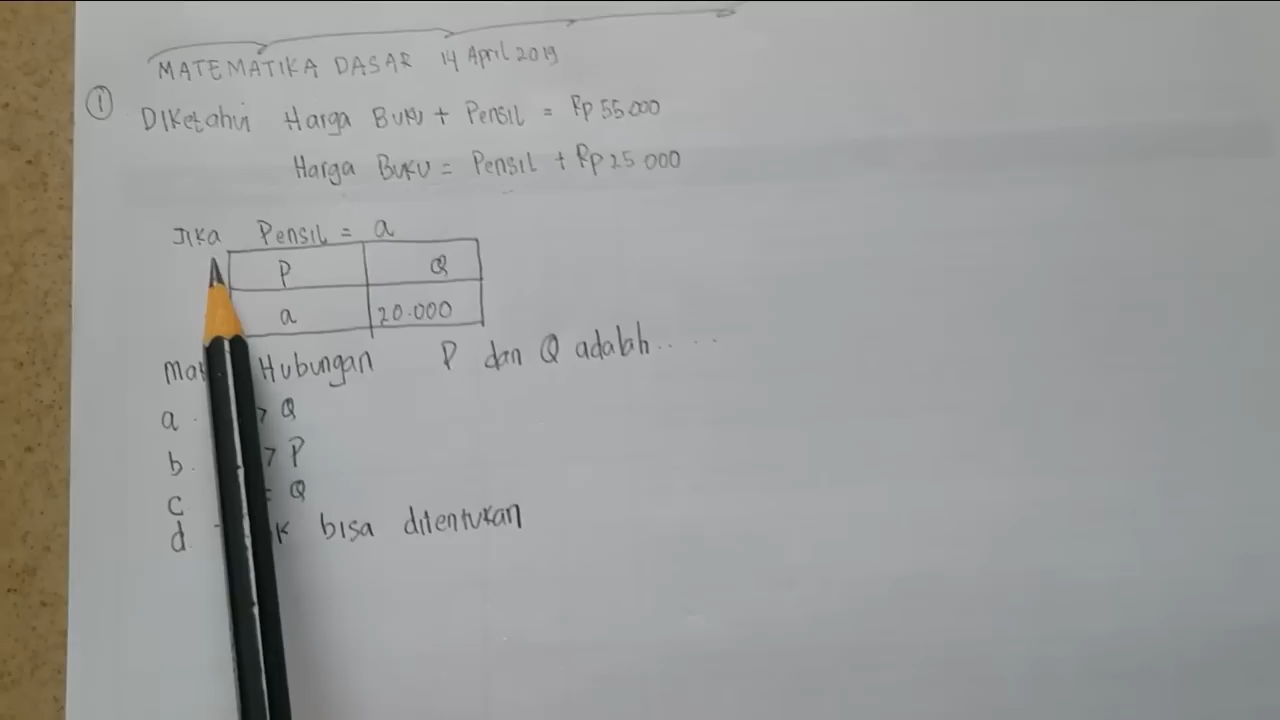 MATEMATIKA DASAR 14 April 2019
① Diketahui Harga Buku + Pensil = Rp 55.000
Harga Buku = Pensil + Rp 25 000
Jika Pensil = a
P Q
a 20.000
Hubungan P dan Q adalah.....
a. > Q
b. > P
c = Q
d. bisa ditentukan